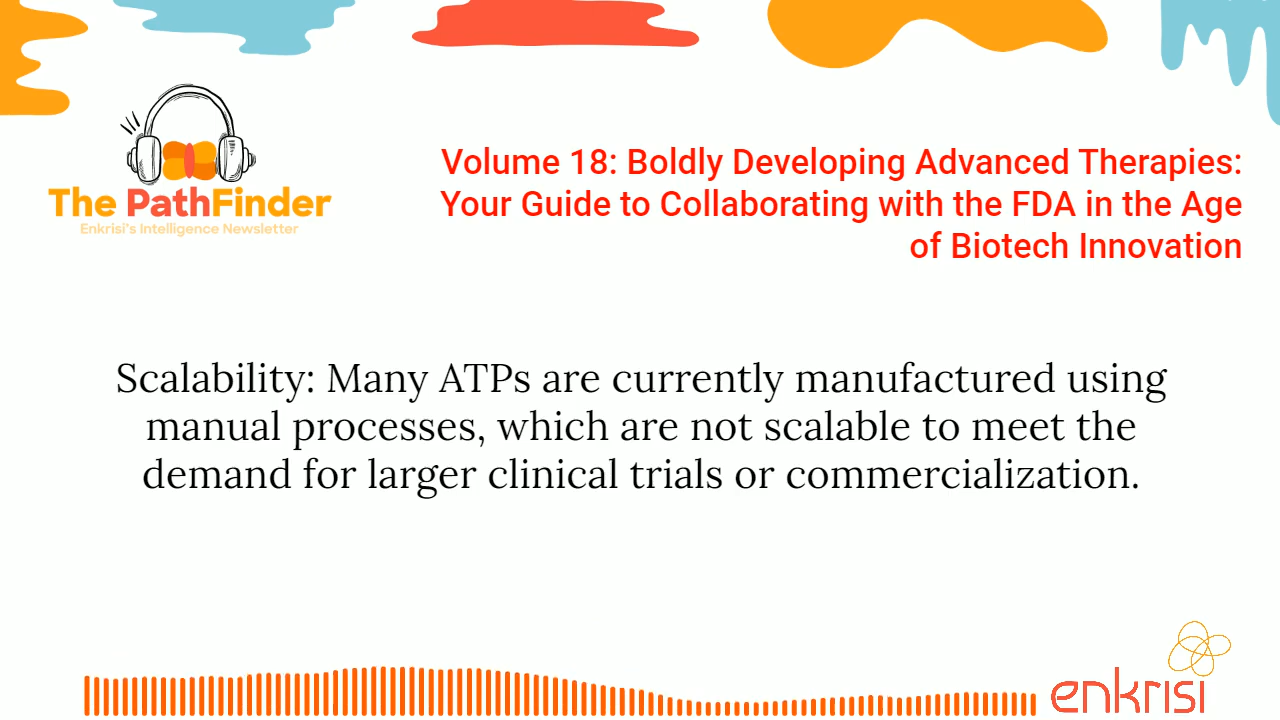 The PathFinder
Enkrisi's Intelligence Newsletter
Volume 18: Boldly Developing Advanced Therapies:
Your Guide to Collaborating with the FDA in the Age
of Biotech Innovation
Scalability: Many ATPs are currently manufactured using
manual processes, which are not scalable to meet the
demand for larger clinical trials or commercialization.
enkrisi